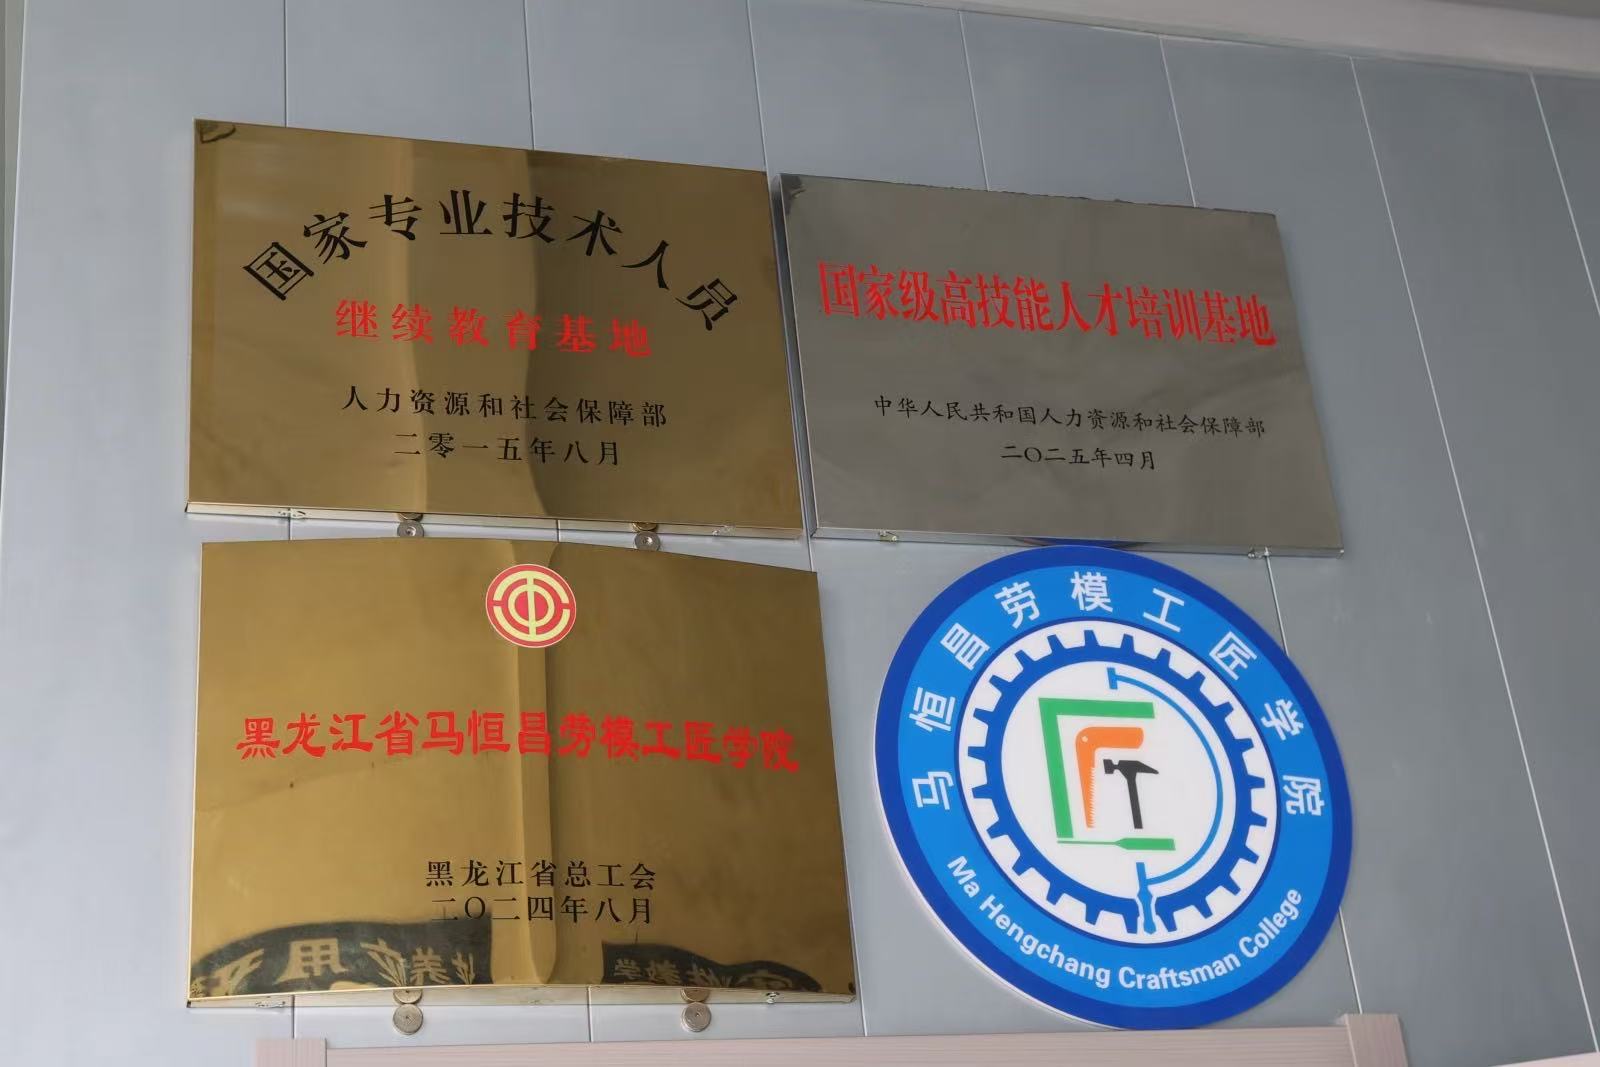 国家专业技术人员
继续教育基地
人力资源和社会保障部
二零一五年八月
国家级高技能人才培训基地
中华人民共和国人力资源和社会保障部
二〇二五年四月
黑龙江省马恒昌劳模工匠学院
黑龙江省总工会
二〇二四年八月
马恒昌劳模工匠学院
Ma Hengchang Craftsman College